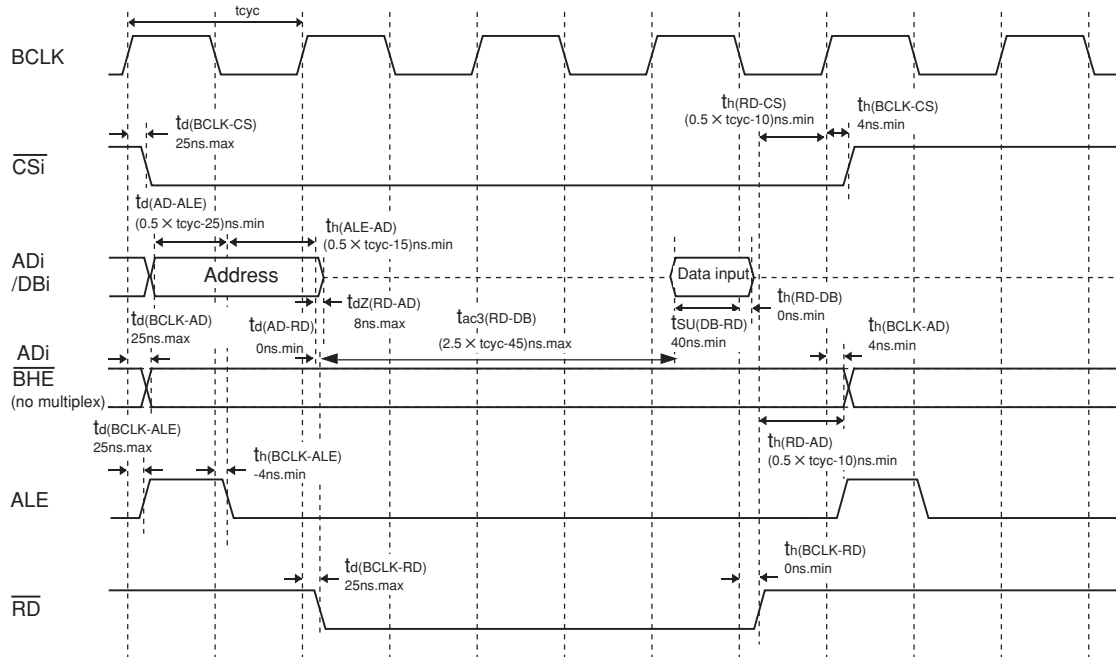 tcyc
BCLK
td(BCLK-CS)
25ns.max
th(RD-CS)
(0.5 × tcyc-10)ns.min
th(BCLK-CS)
4ns.min
CSi
td(AD-ALE)
(0.5 × tcyc-25)ns.min
th(ALE-AD)
(0.5 × tcyc-15)ns.min
ADi
/DBi
Address
Data input
tdZ(RD-AD)
8ns.max
th(RD-DB)
0ns.min
td(BCLK-AD)
25ns.max
td(AD-RD)
0ns.min
tac3(RD-DB)
(2.5 × tcyc-45)ns.max
tSU(DB-RD)
40ns.min
th(BCLK-AD)
4ns.min
ADi
BHE
(no multiplex)
td(BCLK-ALE)
25ns.max
th(BCLK-ALE)
-4ns.min
th(RD-AD)
(0.5 × tcyc-10)ns.min
ALE
td(BCLK-RD)
25ns.max
th(BCLK-RD)
0ns.min
RD